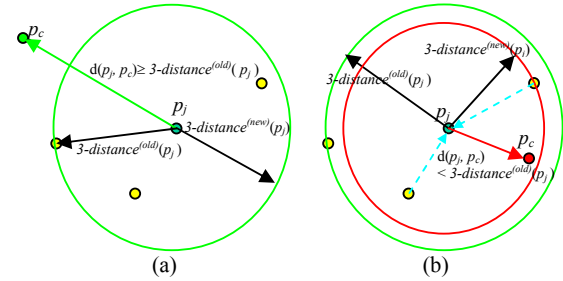 p_c
d(p_j, p_c) ≥ 3-distance^(old)( p_j )
p_j
3-distance^(new)(p_j)
3-distance^(old)(p_j)
(a)
3-distance^(new)(p_j)
3-distance^(old)(p_j)
p_j
p_c
d(p_j, p_c)
< 3-distance^(old)(p_j)
(b)